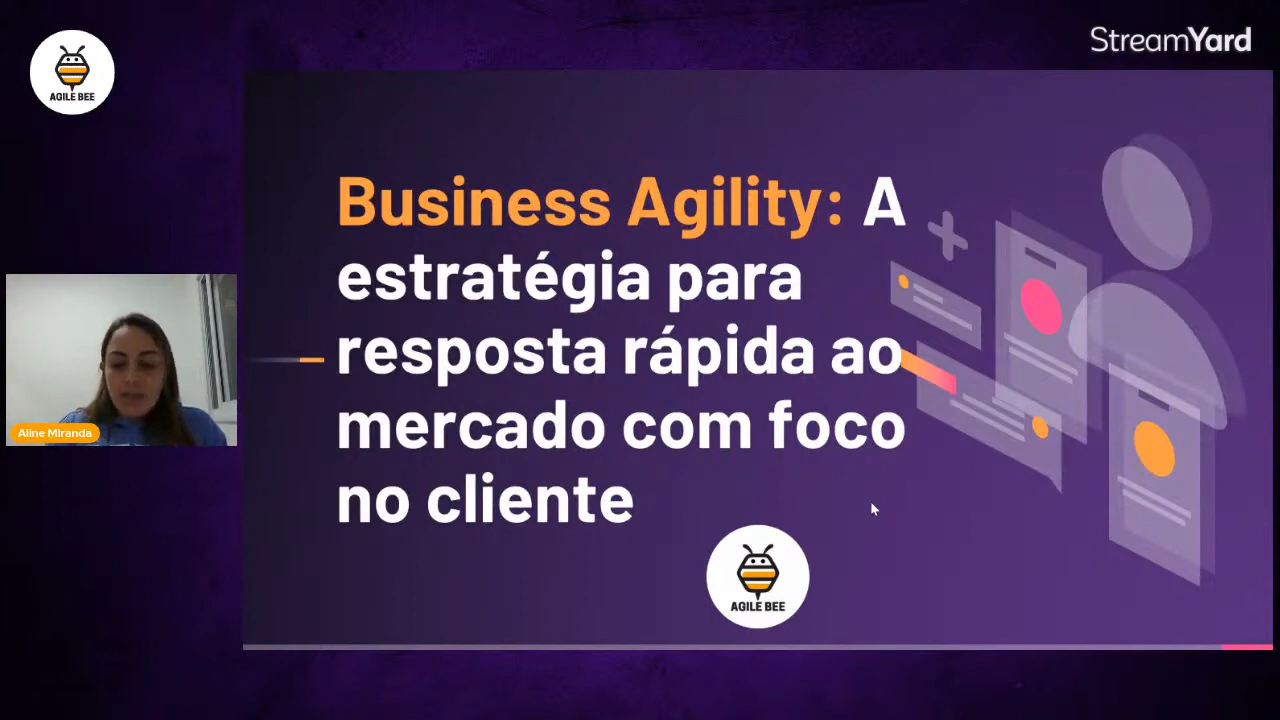 AGILE BEE
StreamYard
Business Agility: A
estratégia para
resposta rápida ao
mercado com foco
no cliente
Aline Miranda
AGILE BEE